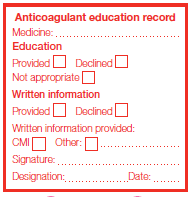 Anticoagulant education record
Medicine:
Education
Provided Declined
Not appropriate
Written information
Provided Declined
Written information provided:
CMI Other:
Signature:
Designation: Date: